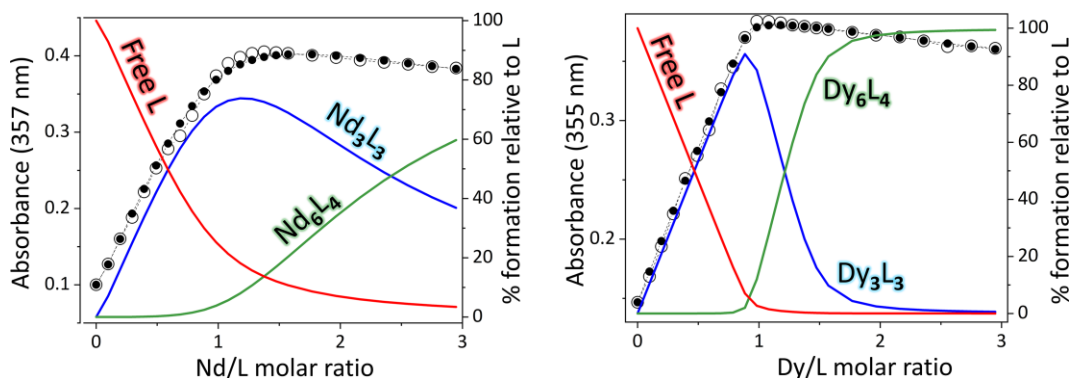 Absorbance (357 nm)
0.4
0.3
0.2
0.1
Free L
Nd₃L₃
Nd₆L₄
100
80
60
40
20
0
% formation relative to L
0
1
2
3
Nd/L molar ratio
Absorbance (355 nm)
0.3
0.2
Free L
Dy₆L₄
Dy₃L₃
100
80
60
40
20
0
% formation relative to L
0
1
2
3
Dy/L molar ratio